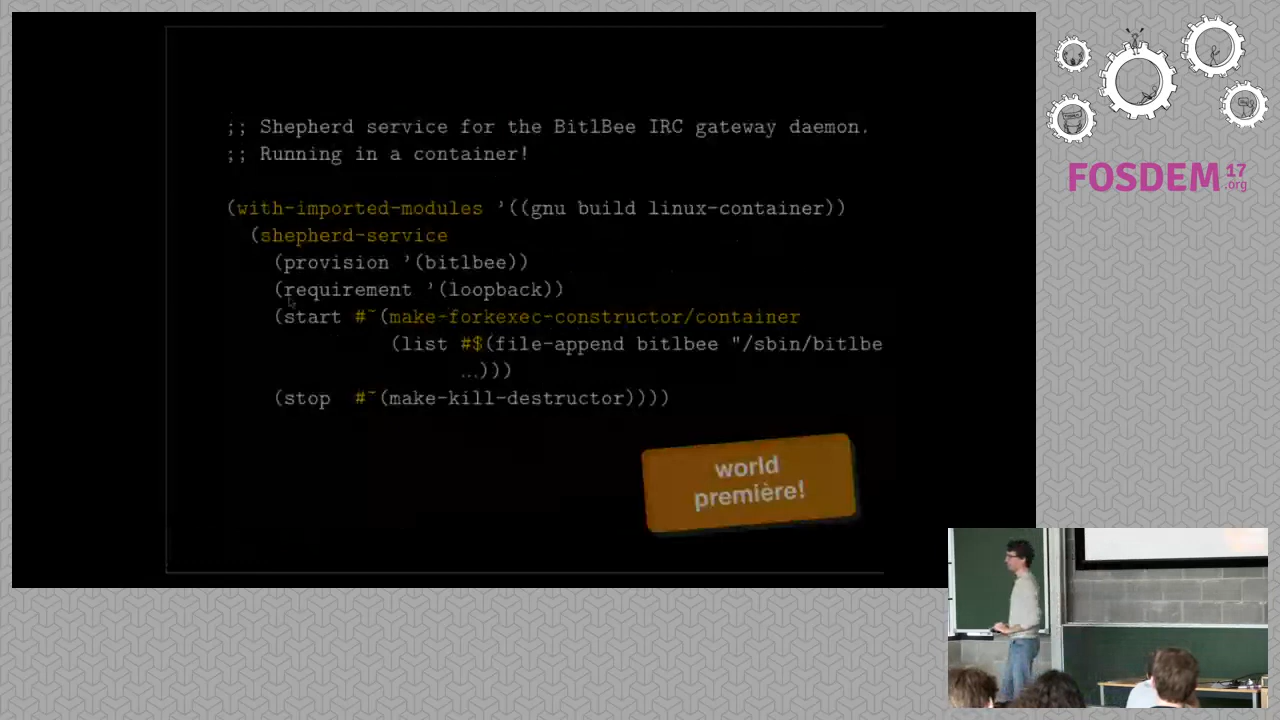 ;; Shepherd service for the BitlBee IRC gateway daemon.
;; Running in a container!
(with-imported-modules '((gnu build linux-container))
(shepherd-service
(provision '(bitlbee))
(requirement '(loopback))
(start #~(make-forkexec-constructor/container
(list #$(file-append bitlbee "/sbin/bitlbe
...)))
(stop #~(make-kill-destructor))))
world
première!
FOSDEM 17
.org